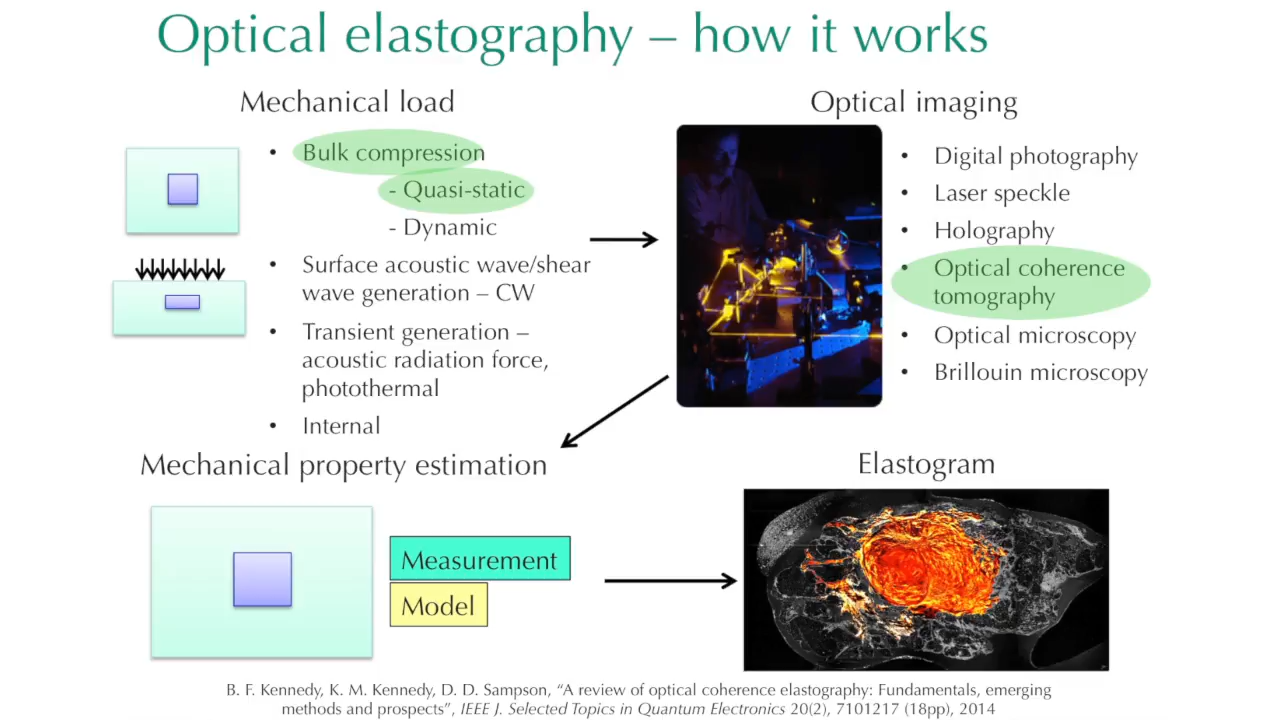 Optical elastography – how it works
Mechanical load
• Bulk compression
- Quasi-static
- Dynamic
• Surface acoustic wave/shear
wave generation – CW
• Transient generation –
acoustic radiation force,
photothermal
• Internal
Optical imaging
• Digital photography
• Laser speckle
• Holography
• Optical coherence
tomography
• Optical microscopy
• Brillouin microscopy
Mechanical property estimation
Measurement
Model
Elastogram
B. F. Kennedy, K. M. Kennedy, D. D. Sampson, “A review of optical coherence elastography: Fundamentals, emerging
methods and prospects”, IEEE J. Selected Topics in Quantum Electronics 20(2), 7101217 (18pp), 2014